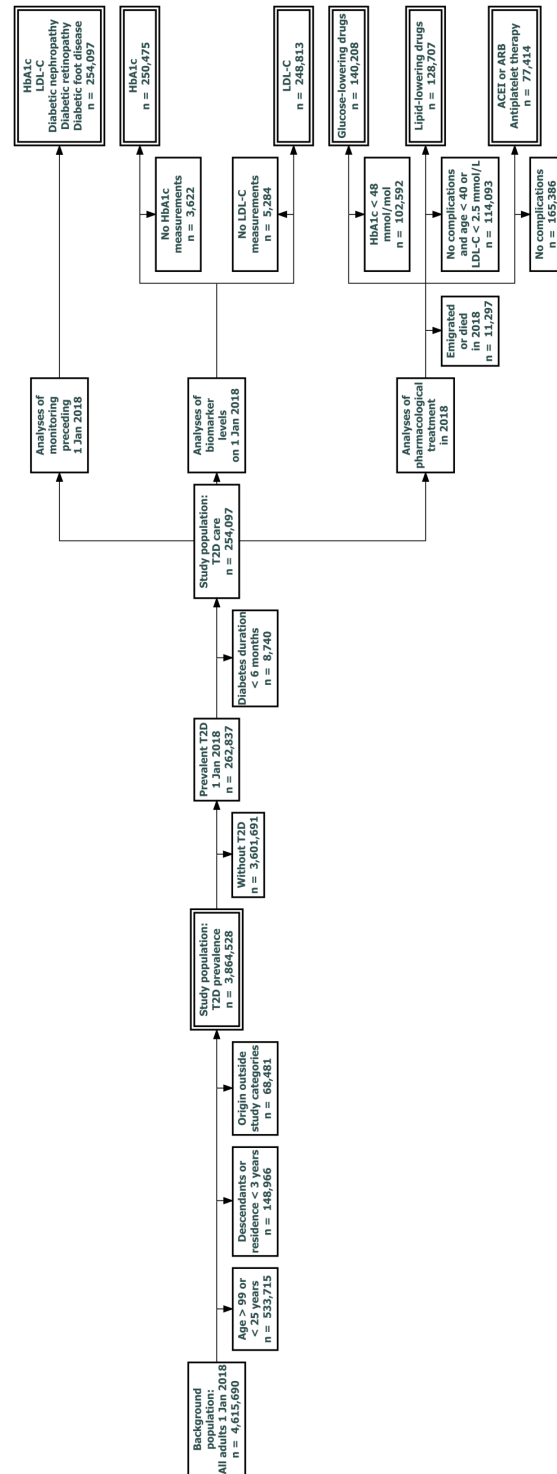 Background
population:
All adults 1 Jan 2018
n = 4,615,690
Age > 99 or
< 25 years
n = 533,715
Descendants or
residence < 3 years
n = 148,966
Origin outside
study categories
n = 68,481
Study population:
T2D prevalence
n = 3,864,528
Without T2D
n = 3,601,691
Prevalent T2D
1 Jan 2018
n = 262,837
Diabetes duration
< 6 months
n = 8,740
Study population:
T2D care
n = 254,097
Analyses of
monitoring
preceding
1 Jan 2018
HbA1c
LDL-C
Diabetic nephropathy
Diabetic retinopathy
Diabetic foot disease
n = 254,097
Analyses of
biomarker
levels
on 1 Jan 2018
No HbA1c
measurements
n = 3,622
HbA1c
n = 250,475
No LDL-C
measurements
n = 5,284
LDL-C
n = 248,813
Analyses of
pharmacological
treatment
in 2018
Emigrated
or died
in 2018
n = 11,297
HbA1c < 48
mmol/mol
n = 102,592
Glucose-lowering drugs
n = 140,208
No complications
and age < 40 or
LDL-C < 2.5 mmol/L
n = 114,093
Lipid-lowering drugs
n = 128,707
No complications
n = 165,386
ACEI or ARB
Antiplatelet therapy
n = 77,414